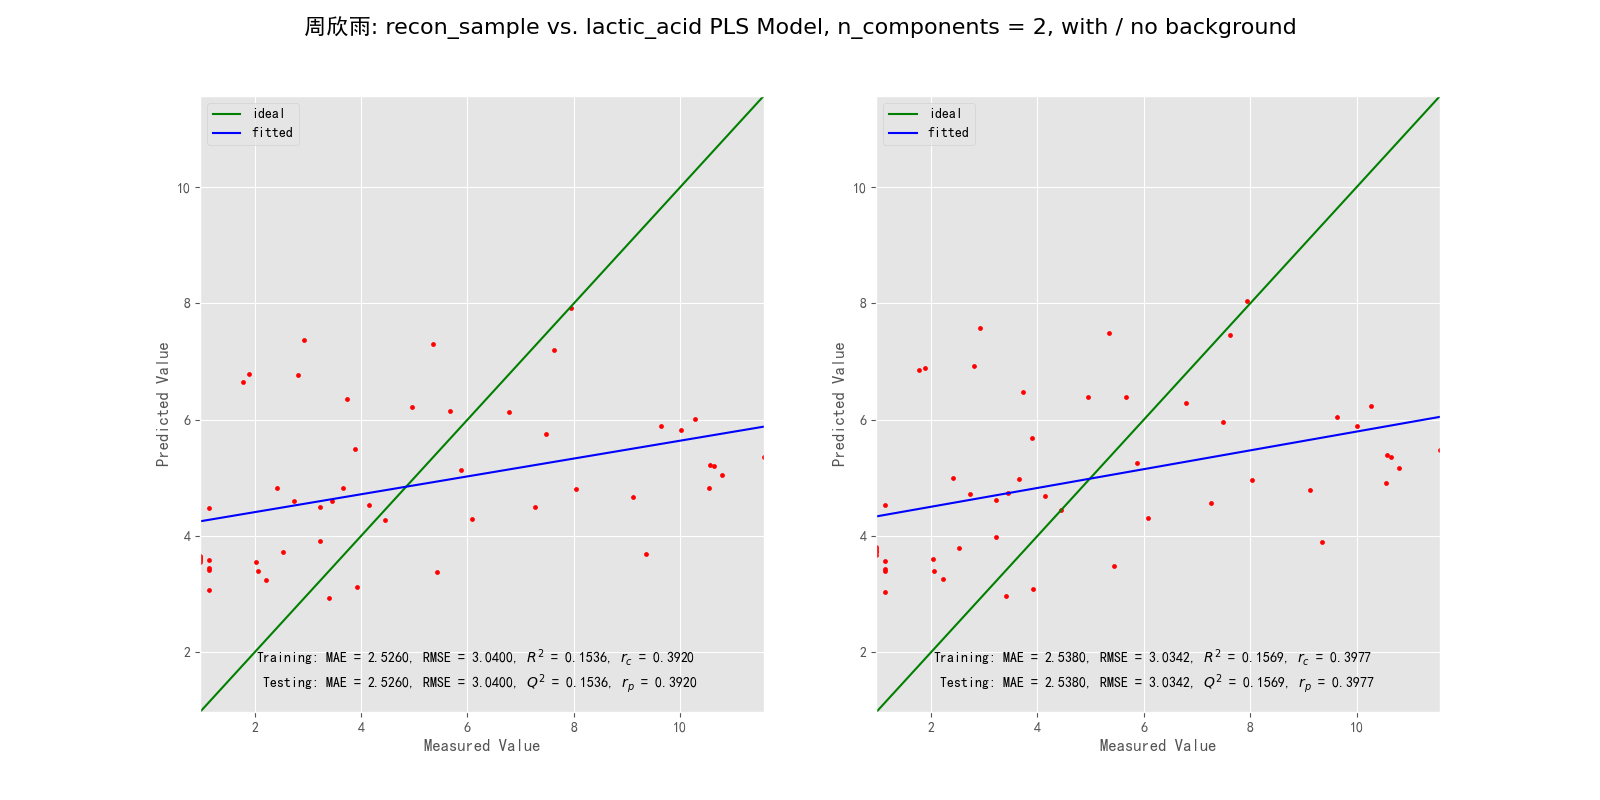 周欣雨: recon_sample vs. lactic_acid PLS Model, n_components = 2, with / no background
ideal
fitted
10
8
6
4
2
Predicted Value
Training: MAE = 2.5260, RMSE = 3.0400, R² = 0.1536, r_c = 0.3920
Testing: MAE = 2.5260, RMSE = 3.0400, Q² = 0.1536, r_p = 0.3920
2 4 6 8 10
Measured Value
ideal
fitted
10
8
6
4
2
Predicted Value
Training: MAE = 2.5380, RMSE = 3.0342, R² = 0.1569, r_c = 0.3977
Testing: MAE = 2.5380, RMSE = 3.0342, Q² = 0.1569, r_p = 0.3977
2 4 6 8 10
Measured Value